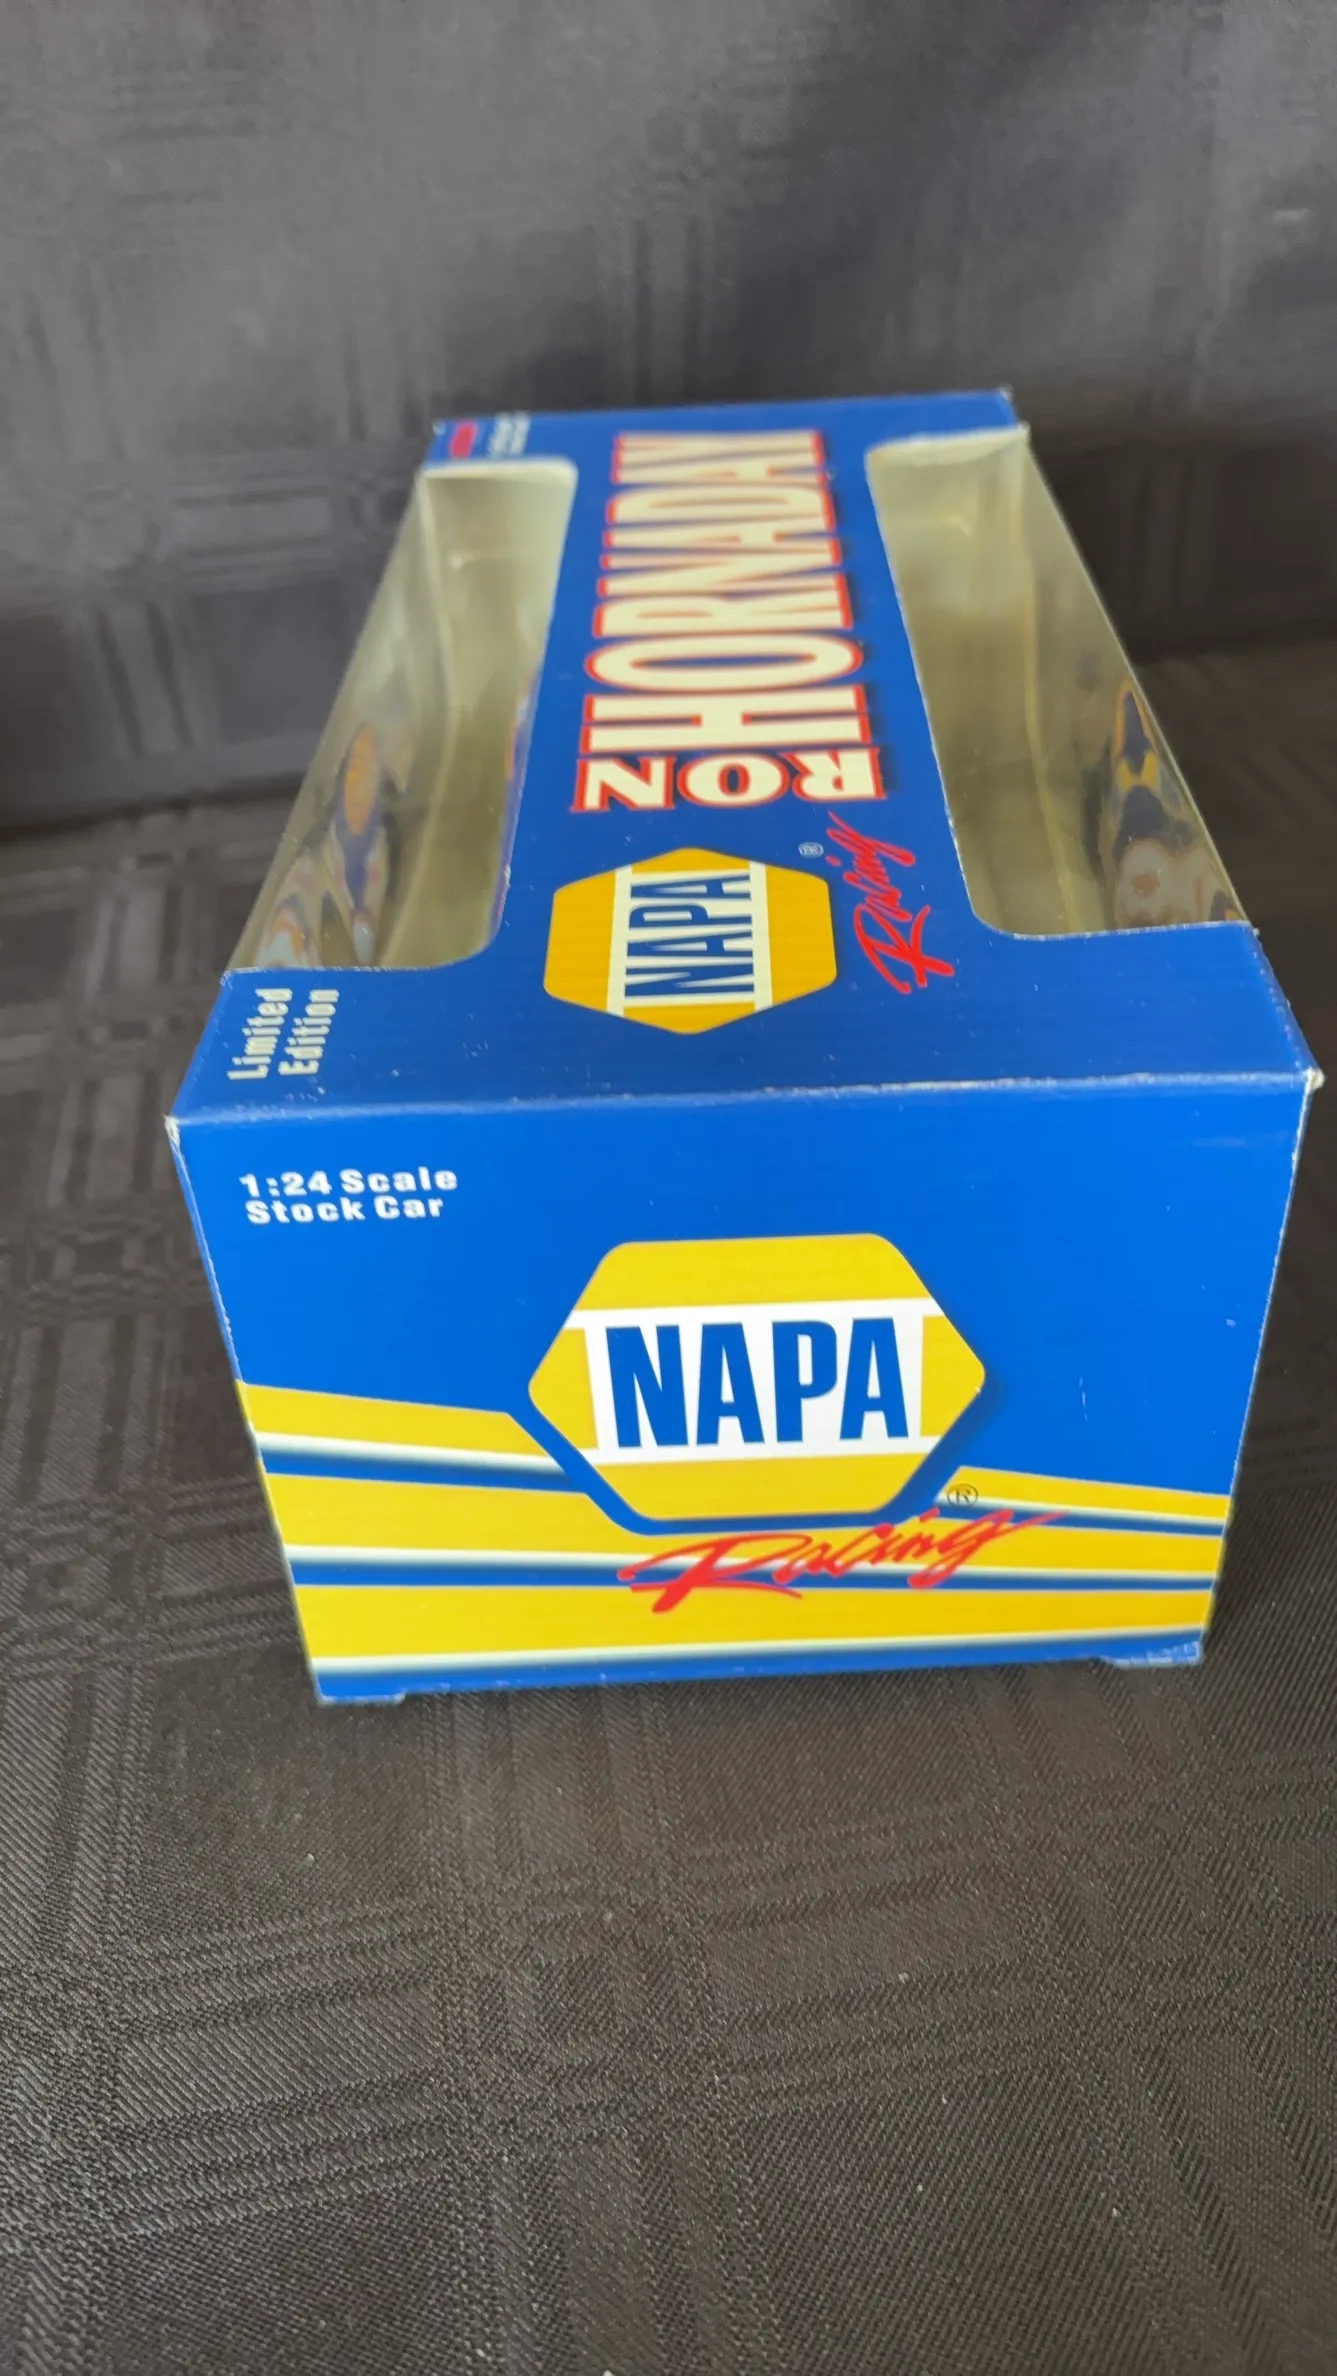 RON HORNADAY
NAPA
®
Racing
Limited
Edition
1:24 Scale
Stock Car
NAPA
®
Racing